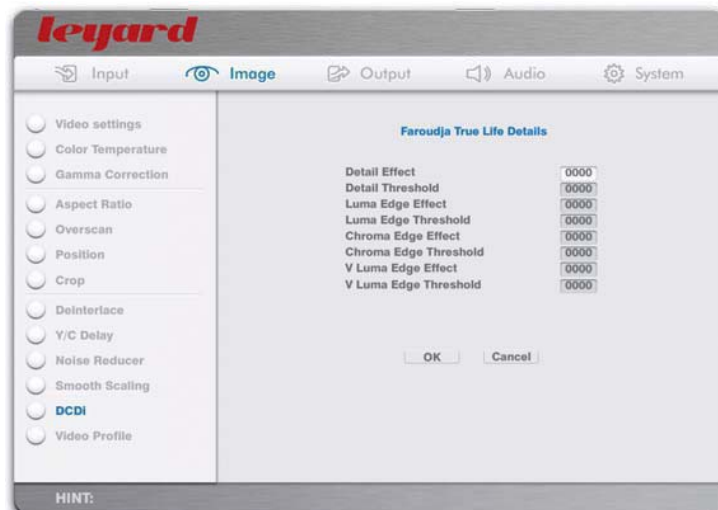 leyard
Input Image Output Audio System
Video settings
Color Temperature
Gamma Correction
Aspect Ratio
Overscan
Position
Crop
Deinterlace
Y/C Delay
Noise Reducer
Smooth Scaling
DCDi
Video Profile
Faroudja True Life Details
Detail Effect 0000
Detail Threshold 0000
Luma Edge Effect 0000
Luma Edge Threshold 0000
Chroma Edge Effect 0000
Chroma Edge Threshold 0000
V Luma Edge Effect 0000
V Luma Edge Threshold 0000
OK Cancel
HINT: